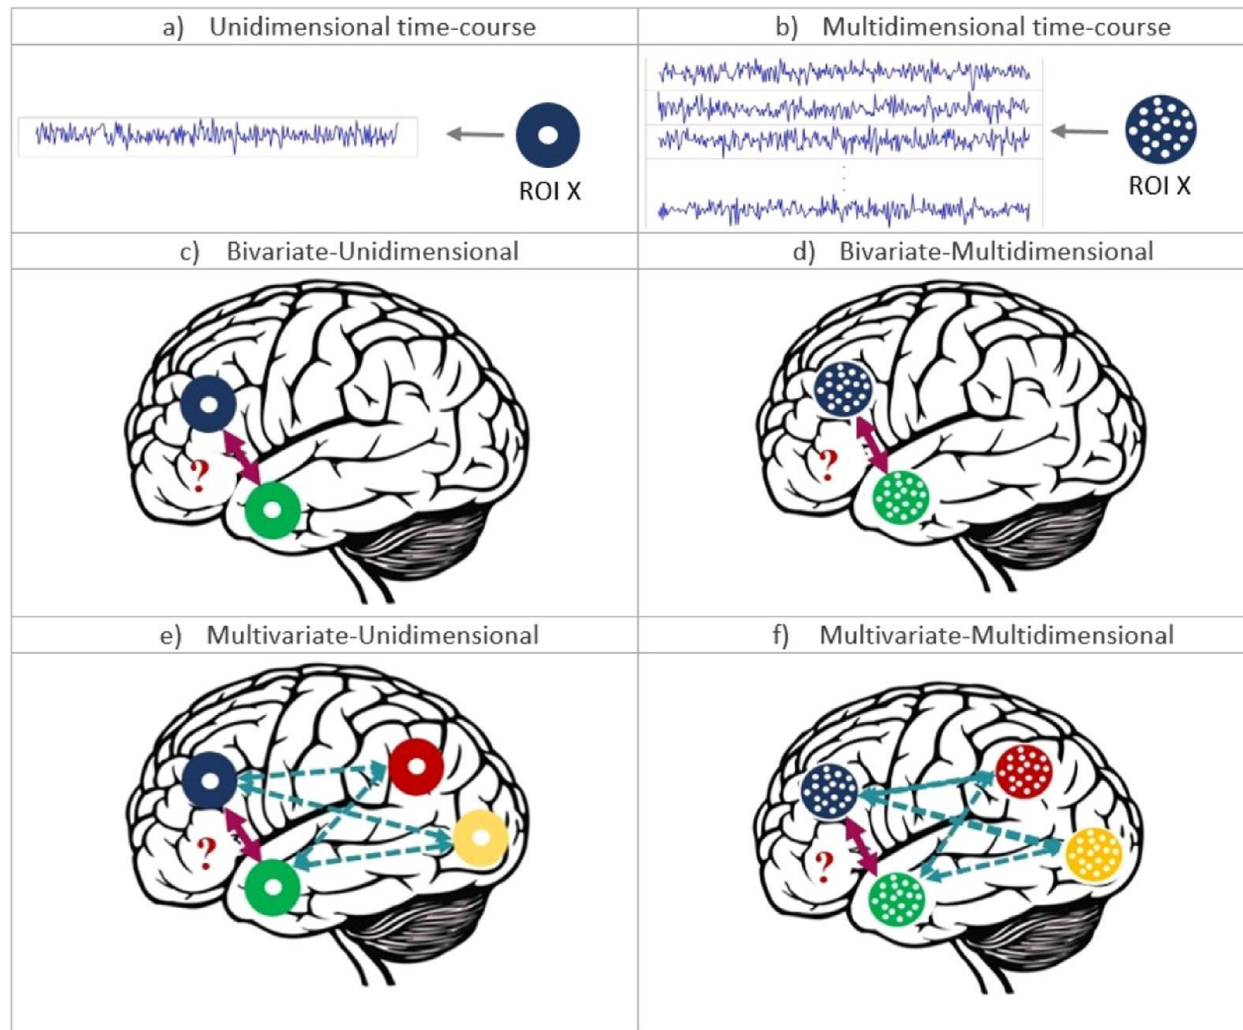 a) Unidimensional time-course
b) Multidimensional time-course
ROI X
ROI X
c) Bivariate-Unidimensional
d) Bivariate-Multidimensional
?
?
e) Multivariate-Unidimensional
f) Multivariate-Multidimensional
?
?